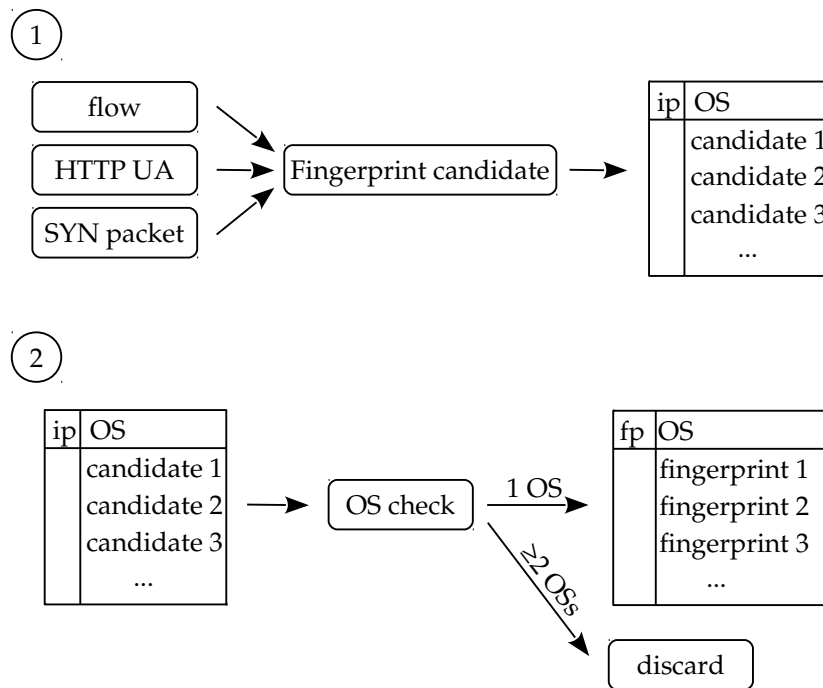 1
flow
HTTP UA
SYN packet
Fingerprint candidate
ip OS
candidate 1
candidate 2
candidate 3
...
2
ip OS
candidate 1
candidate 2
candidate 3
...
OS check
1 OS
≥2 OSs
fp OS
fingerprint 1
fingerprint 2
fingerprint 3
...
discard